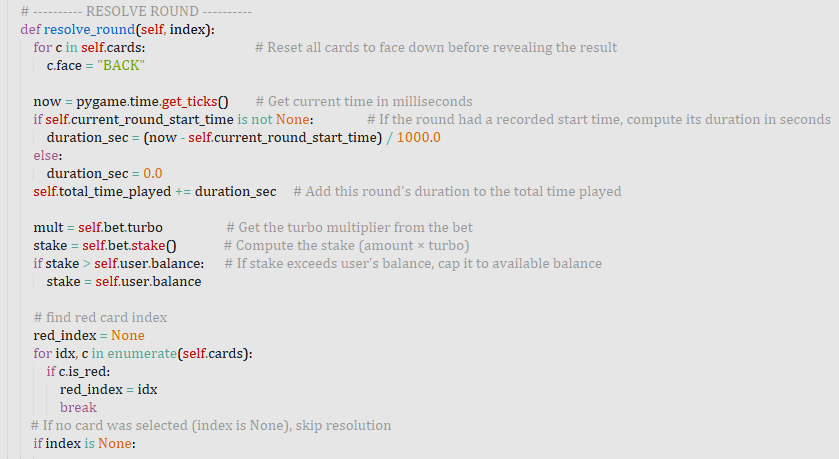 # ---------- RESOLVE ROUND ----------
def resolve_round(self, index):
    for c in self.cards:                # Reset all cards to face down before revealing the result
        c.face = "BACK"

    now = pygame.time.get_ticks()       # Get current time in milliseconds
    if self.current_round_start_time is not None:               # If the round had a recorded start time, compute its duration in seconds
        duration_sec = (now - self.current_round_start_time) / 1000.0
    else:
        duration_sec = 0.0
    self.total_time_played += duration_sec    # Add this round's duration to the total time played

    mult = self.bet.turbo               # Get the turbo multiplier from the bet
    stake = self.bet.stake()            # Compute the stake (amount × turbo)
    if stake > self.user.balance:     # If stake exceeds user's balance, cap it to available balance
        stake = self.user.balance

    # find red card index
    red_index = None
    for idx, c in enumerate(self.cards):
        if c.is_red:
            red_index = idx
            break
   # If no card was selected (index is None), skip resolution
    if index is None: